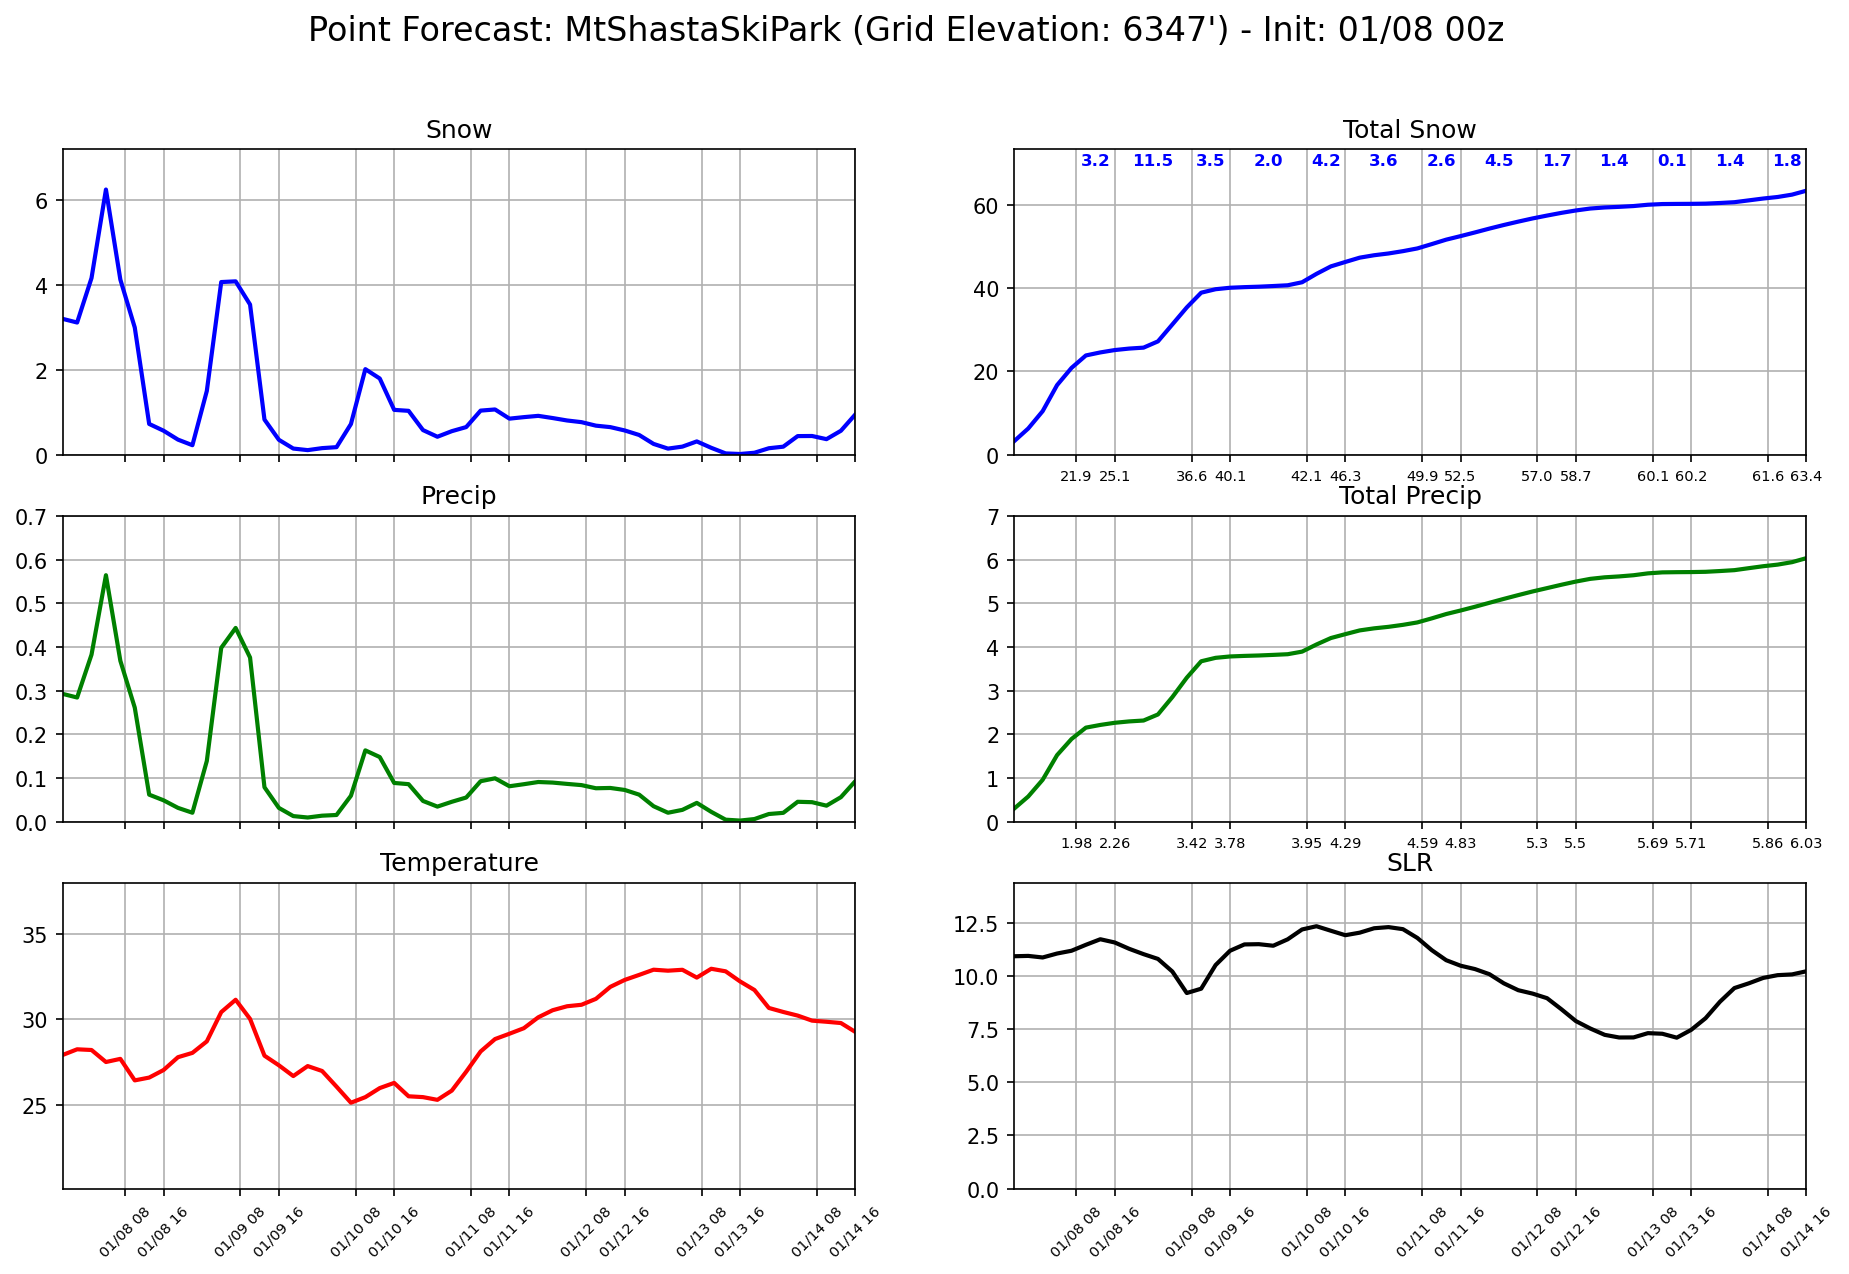 Point Forecast: MtShastaSkiPark (Grid Elevation: 6347') - Init: 01/08 00z
Snow
6
4
2
0
Total Snow
3.2 11.5 3.5 2.0 4.2 3.6 2.6 4.5 1.7 1.4 0.1 1.4 1.8
60
40
20
0
21.9 25.1 36.6 40.1 42.1 46.3 49.9 52.5 57.0 58.7 60.1 60.2 61.6 63.4
Precip
0.7
0.6
0.5
0.4
0.3
0.2
0.1
0.0
Total Precip
7
6
5
4
3
2
1
0
1.98 2.26 3.42 3.78 3.95 4.29 4.59 4.83 5.3 5.5 5.69 5.71 5.86 6.03
Temperature
35
30
25
01/08 08 01/08 16 01/09 08 01/09 16 01/10 08 01/10 16 01/11 08 01/11 16 01/12 08 01/12 16 01/13 08 01/13 16 01/14 08 01/14 16
SLR
12.5
10.0
7.5
5.0
2.5
0.0
01/08 08 01/08 16 01/09 08 01/09 16 01/10 08 01/10 16 01/11 08 01/11 16 01/12 08 01/12 16 01/13 08 01/13 16 01/14 08 01/14 16